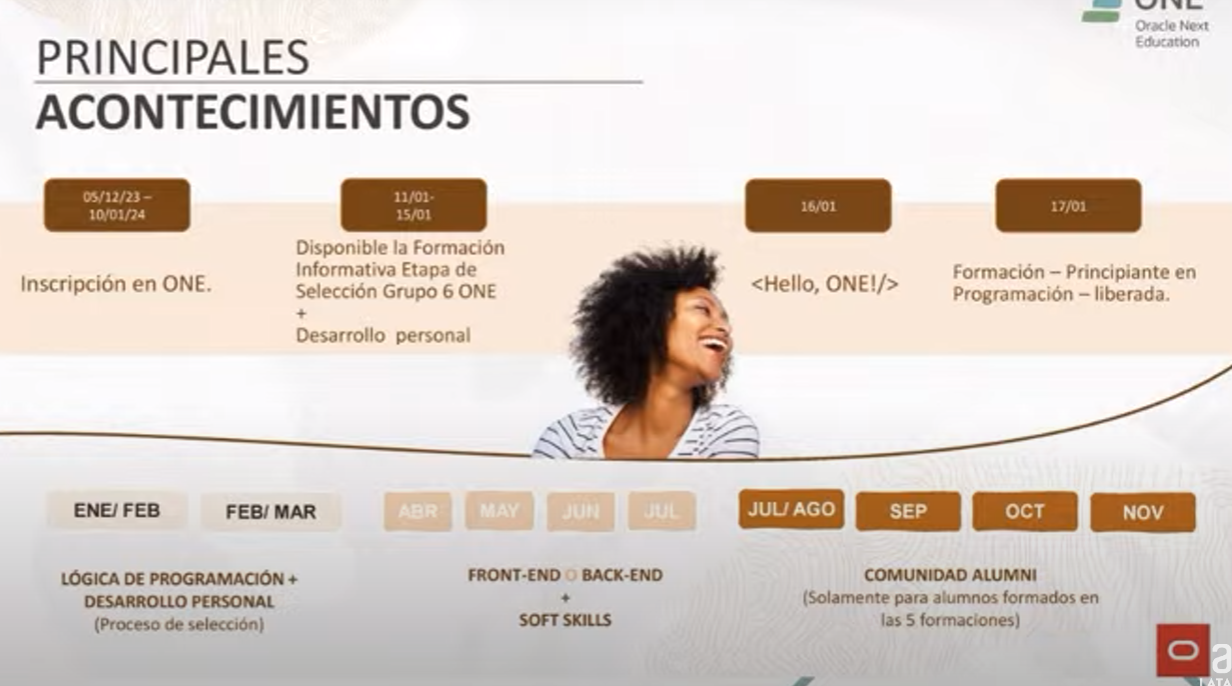 ONE
Oracle Next
Education
PRINCIPALES
ACONTECIMIENTOS
05/12/23 –
10/01/24
11/01-
15/01
16/01
17/01
Inscripción en ONE.
Disponible la Formación
Informativa Etapa de
Selección Grupo 6 ONE
+
Desarrollo personal
<Hello, ONE!/>
Formación – Principiante en
Programación – liberada.
ENE/ FEB
FEB/ MAR
ABR
MAY
JUN
JUL
JUL/ AGO
SEP
OCT
NOV
LÓGICA DE PROGRAMACIÓN +
DESARROLLO PERSONAL
(Proceso de selección)
FRONT-END O BACK-END
+
SOFT SKILLS
COMUNIDAD ALUMNI
(Solamente para alumnos formados en
las 5 formaciones)